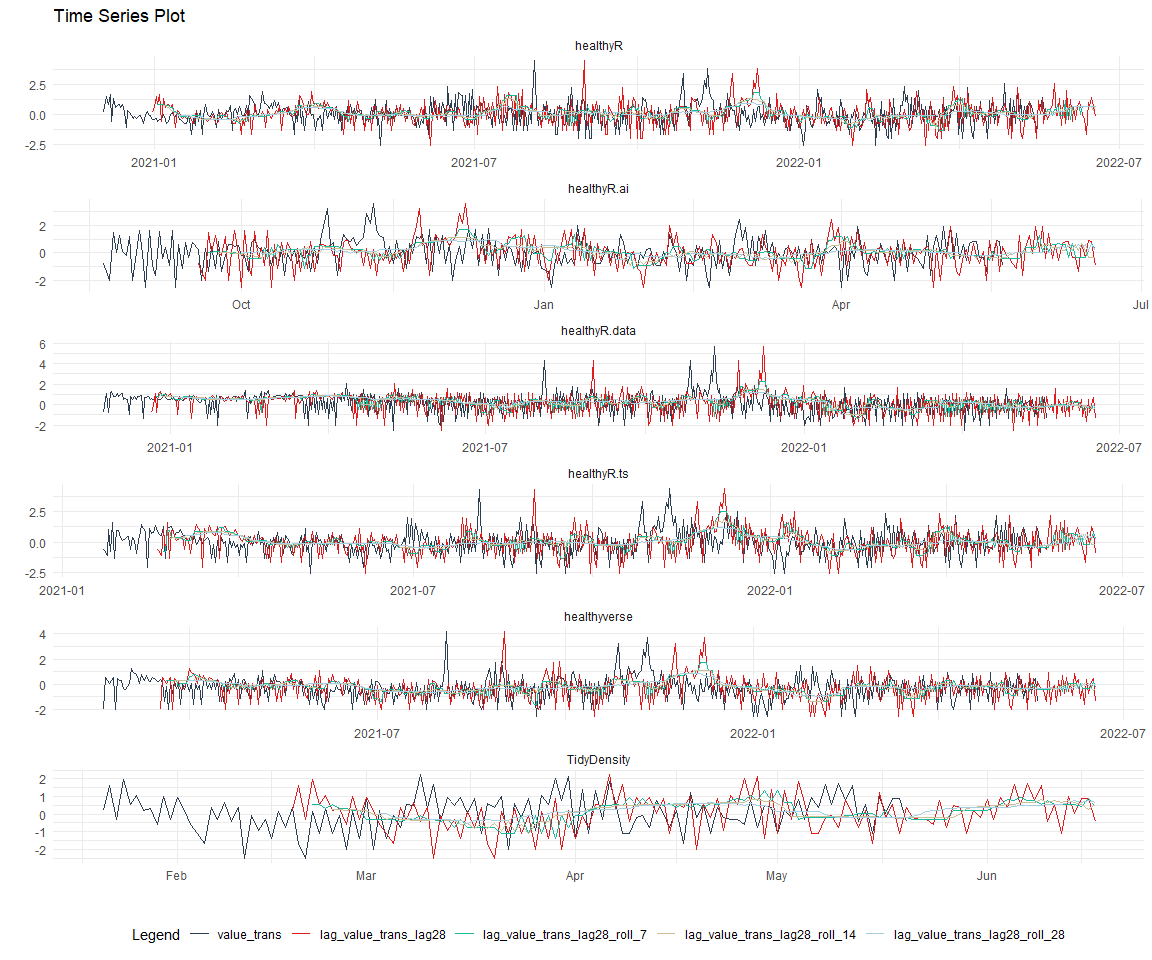 Time Series Plot
healthyR
2.5
0.0
-2.5
2021-01 2021-07 2022-01 2022-07
healthyR.ai
2
0
-2
Oct Jan Apr Jul
healthyR.data
6
4
2
0
-2
2021-01 2021-07 2022-01 2022-07
healthyR.ts
2.5
0.0
-2.5
2021-01 2021-07 2022-01 2022-07
healthyverse
4
2
0
-2
2021-07 2022-01 2022-07
TidyDensity
2
1
0
-1
-2
Feb Mar Apr May Jun
Legend value_trans lag_value_trans_lag28 lag_value_trans_lag28_roll_7 lag_value_trans_lag28_roll_14 lag_value_trans_lag28_roll_28